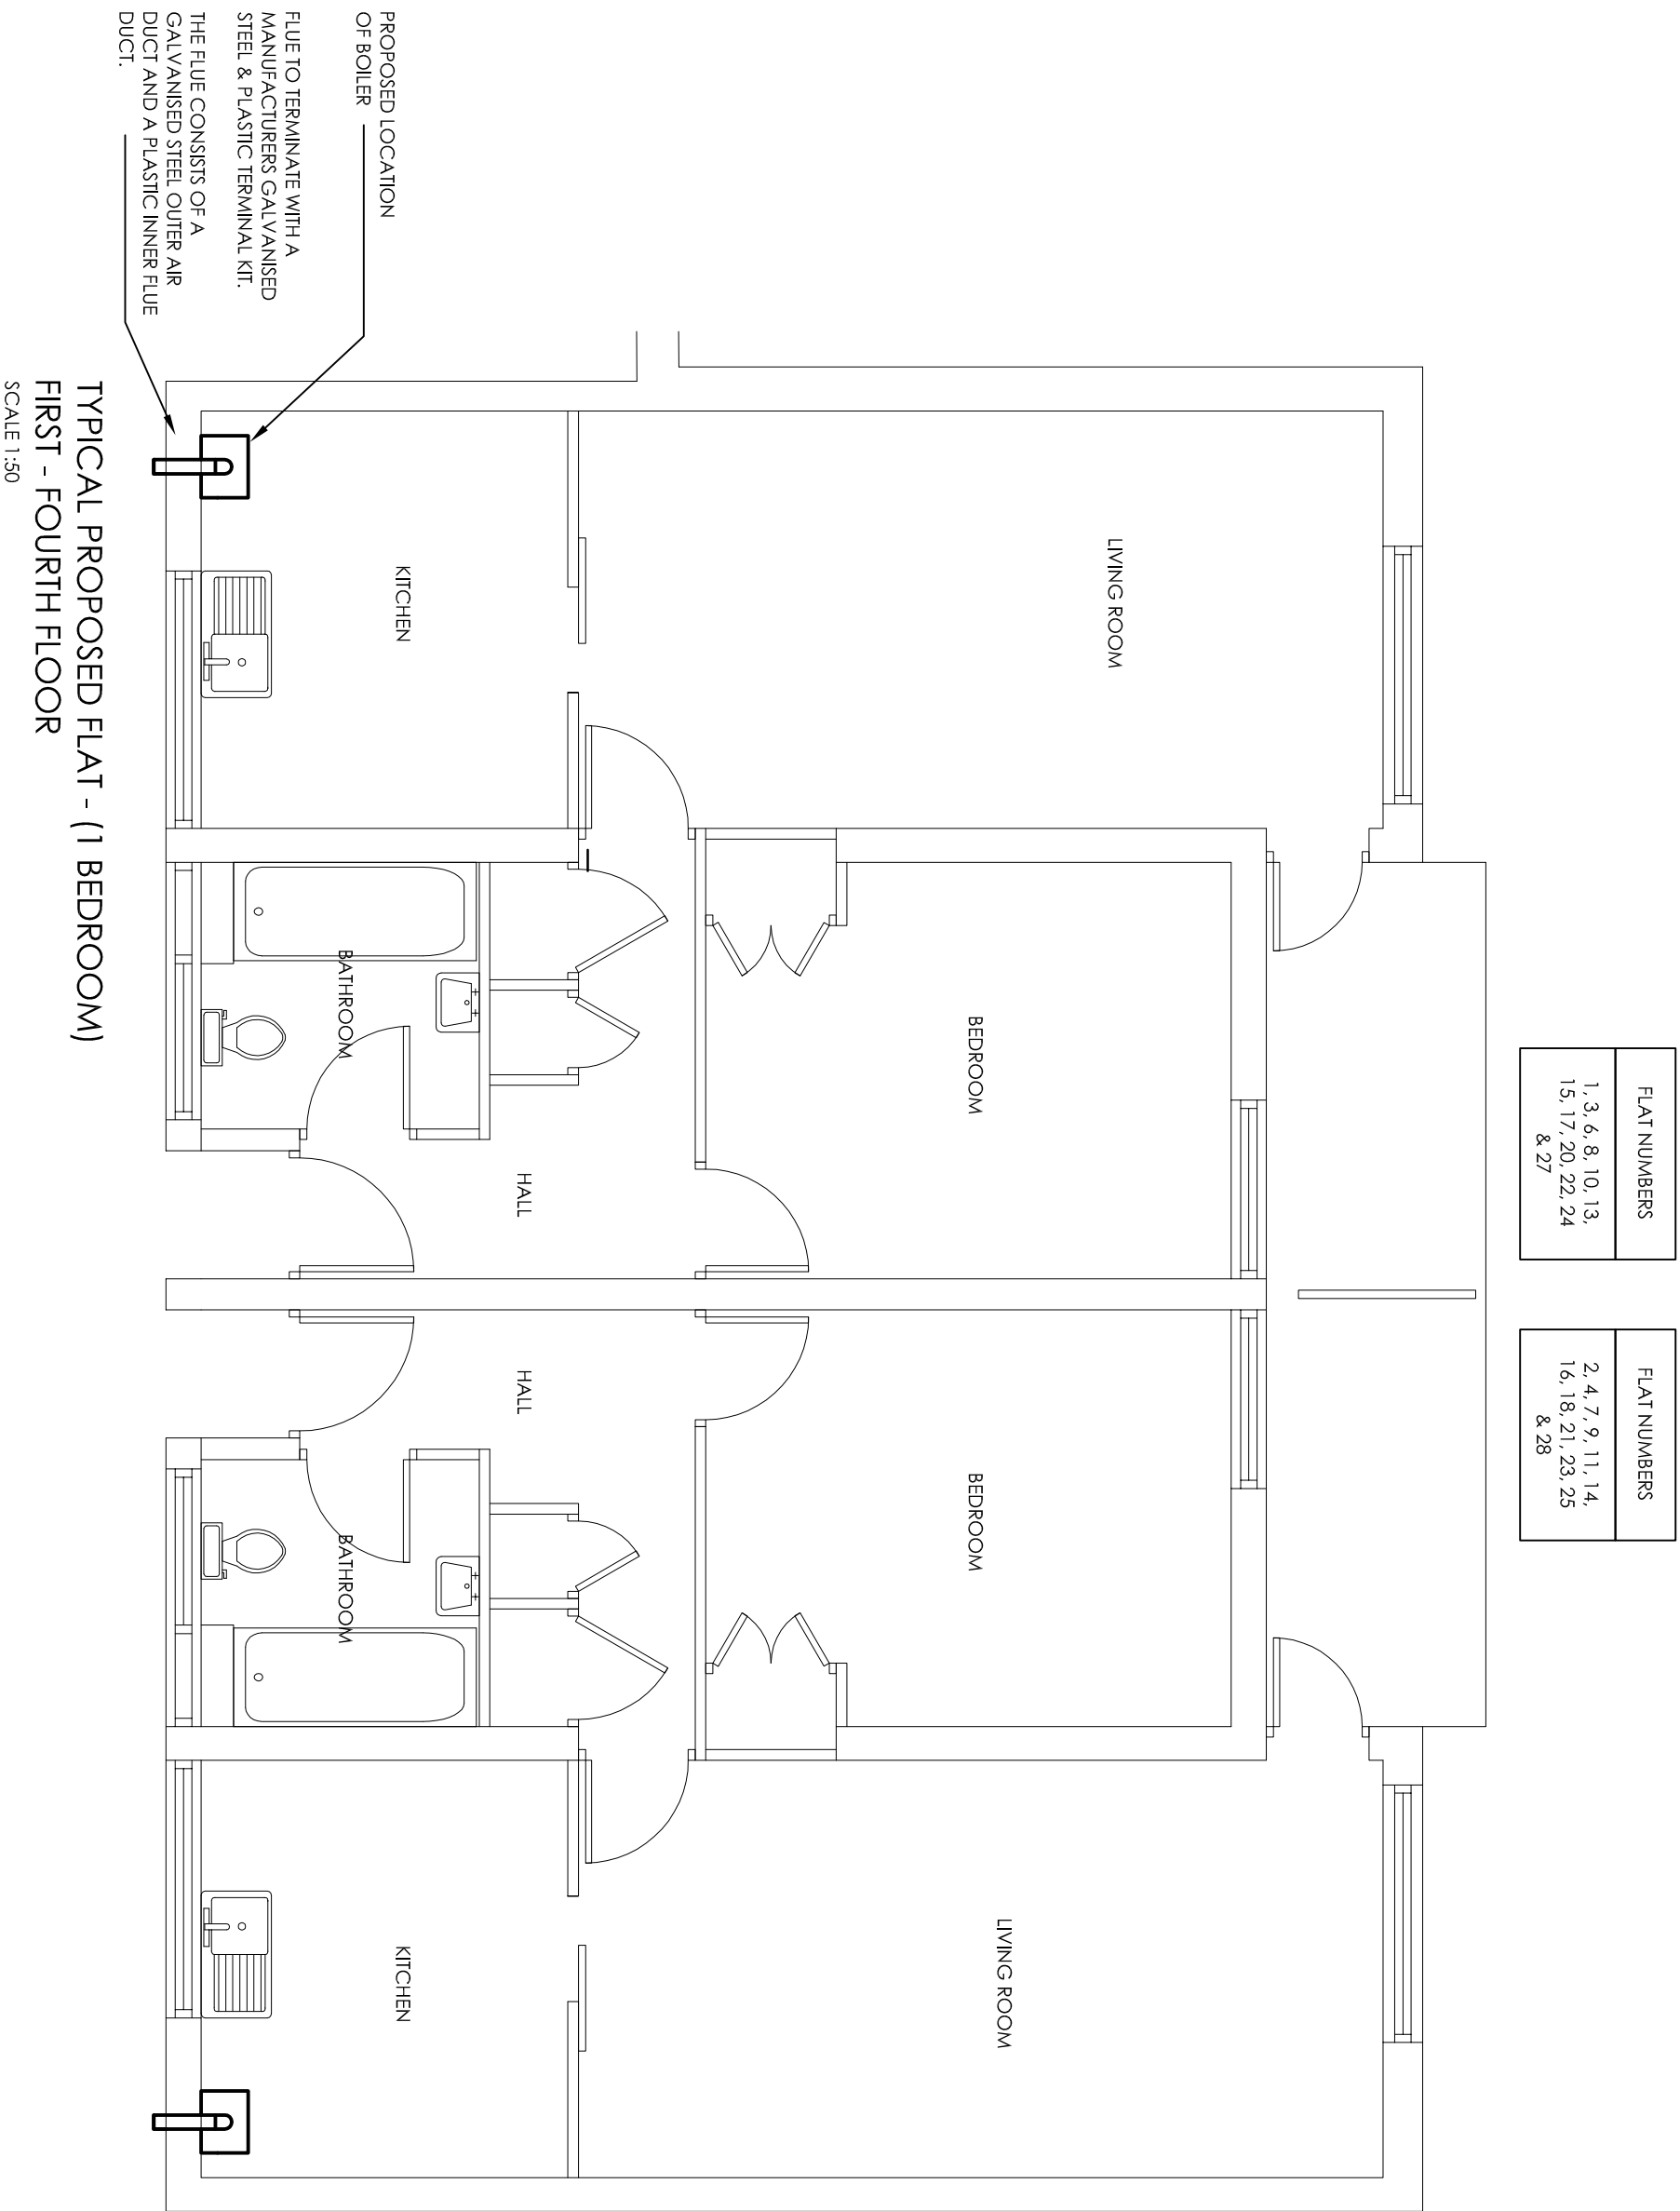 FLAT NUMBERS
1, 3, 6, 8, 10, 13,
15, 17, 20, 22, 24
& 27
FLAT NUMBERS
2, 4, 7, 9, 11, 14,
16, 18, 21, 23, 25
& 28
LIVING ROOM
BEDROOM
BEDROOM
LIVING ROOM
HALL
HALL
KITCHEN
BATHROOM
BATHROOM
KITCHEN
PROPOSED LOCATION
OF BOILER
FLUE TO TERMINATE WITH A
MANUFACTURERS GALVANISED
STEEL & PLASTIC TERMINAL KIT.
THE FLUE CONSISTS OF A
GALVANISED STEEL OUTER AIR
DUCT AND A PLASTIC INNER FLUE
DUCT.
TYPICAL PROPOSED FLAT - (1 BEDROOM)
FIRST - FOURTH FLOOR
SCALE 1:50